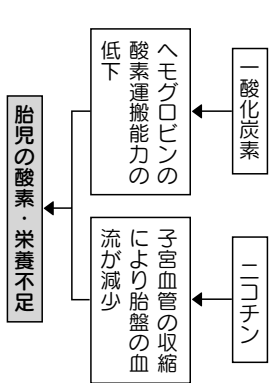 一酸化炭素
ヘモグロビンの
酸素運搬能力の
低下
ニコチン
子宮血管の収縮
により胎盤の血
流が減少
胎児の酸素・栄養不足